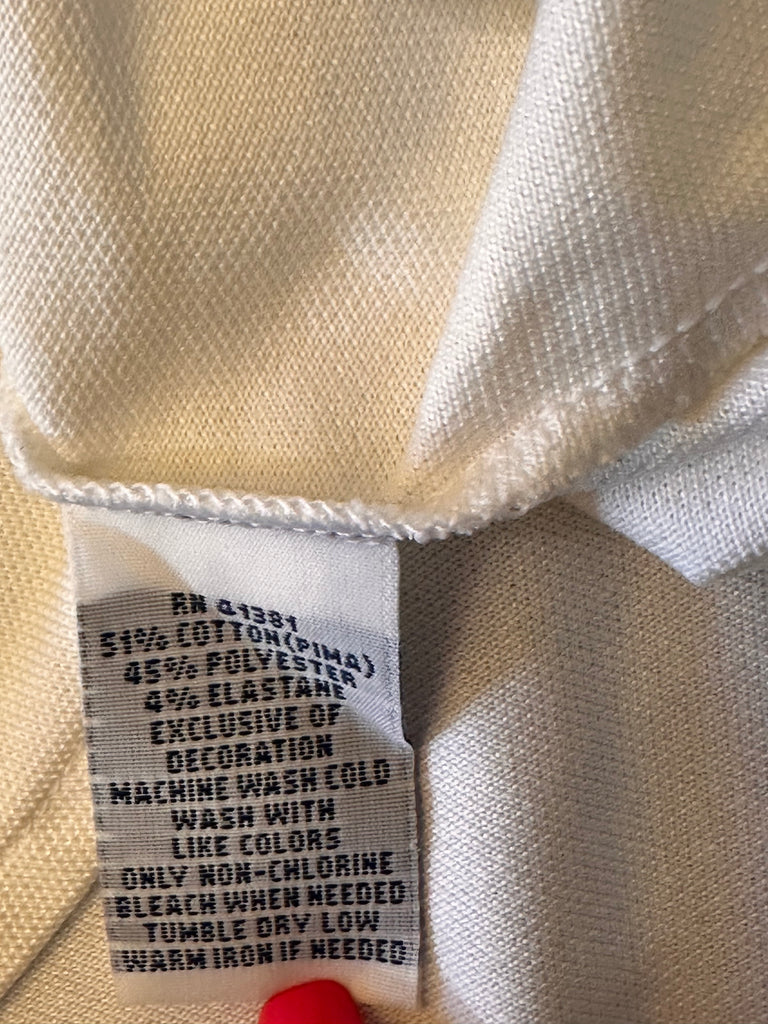 RN 41381
51% COTTON(PIMA)
45% POLYESTER
4% ELASTANE
EXCLUSIVE OF
DECORATION
MACHINE WASH COLD
WASH WITH
LIKE COLORS
ONLY NON-CHLORINE
BLEACH WHEN NEEDED
TUMBLE DRY LOW
WARM IRON IF NEEDED